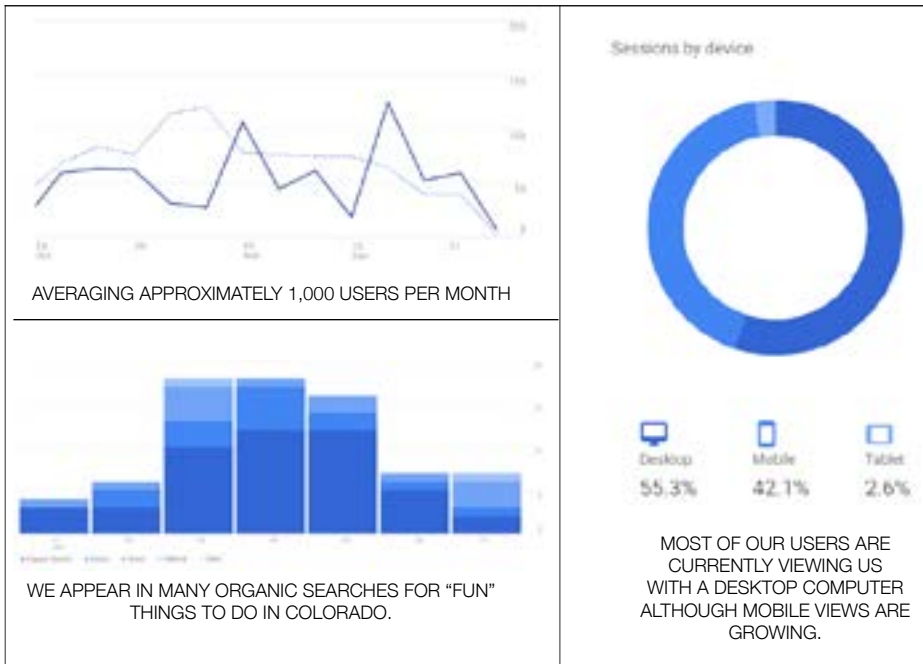 AVERAGING APPROXIMATELY 1,000 USERS PER MONTH
WE APPEAR IN MANY ORGANIC SEARCHES FOR “FUN”
THINGS TO DO IN COLORADO.
Sessions by device
Desktop
Mobile
Tablet
55.3%
42.1%
2.6%
MOST OF OUR USERS ARE
CURRENTLY VIEWING US
WITH A DESKTOP COMPUTER
ALTHOUGH MOBILE VIEWS ARE
GROWING.